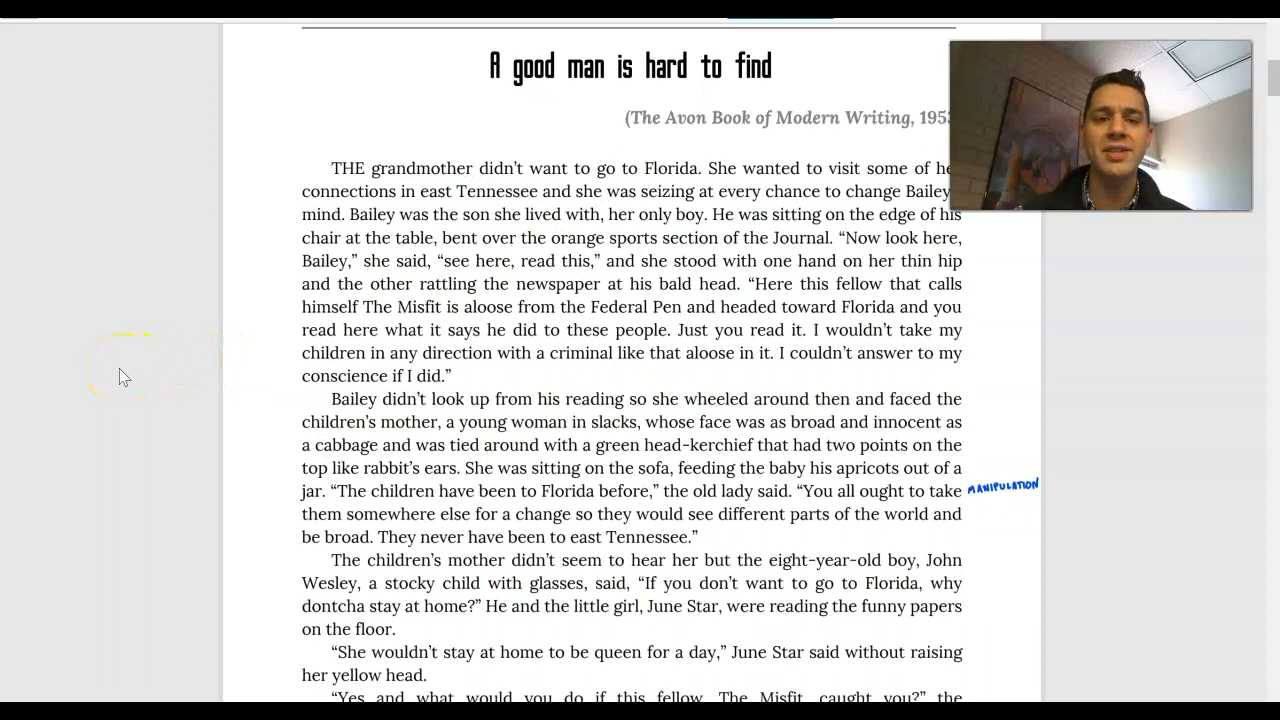 A good man is hard to find
(The Avon Book of Modern Writing, 195
THE grandmother didn’t want to go to Florida. She wanted to visit some of he
connections in east Tennessee and she was seizing at every chance to change Bailey
mind. Bailey was the son she lived with, her only boy. He was sitting on the edge of his
chair at the table, bent over the orange sports section of the Journal. “Now look here,
Bailey,” she said, “see here, read this,” and she stood with one hand on her thin hip
and the other rattling the newspaper at his bald head. “Here this fellow that calls
himself The Misfit is aloose from the Federal Pen and headed toward Florida and you
read here what it says he did to these people. Just you read it. I wouldn’t take my
children in any direction with a criminal like that aloose in it. I couldn’t answer to my
conscience if I did.”
Bailey didn’t look up from his reading so she wheeled around then and faced the
children’s mother, a young woman in slacks, whose face was as broad and innocent as
a cabbage and was tied around with a green head-kerchief that had two points on the
top like rabbit’s ears. She was sitting on the sofa, feeding the baby his apricots out of a
jar. “The children have been to Florida before,” the old lady said. “You all ought to take
MANIPULATION
them somewhere else for a change so they would see different parts of the world and
be broad. They never have been to east Tennessee.”
The children’s mother didn’t seem to hear her but the eight-year-old boy, John
Wesley, a stocky child with glasses, said, “If you don’t want to go to Florida, why
dontcha stay at home?” He and the little girl, June Star, were reading the funny papers
on the floor.
“She wouldn’t stay at home to be queen for a day,” June Star said without raising
her yellow head.
“Yes and what would you do if this fellow, The Misfit, caught you?” the